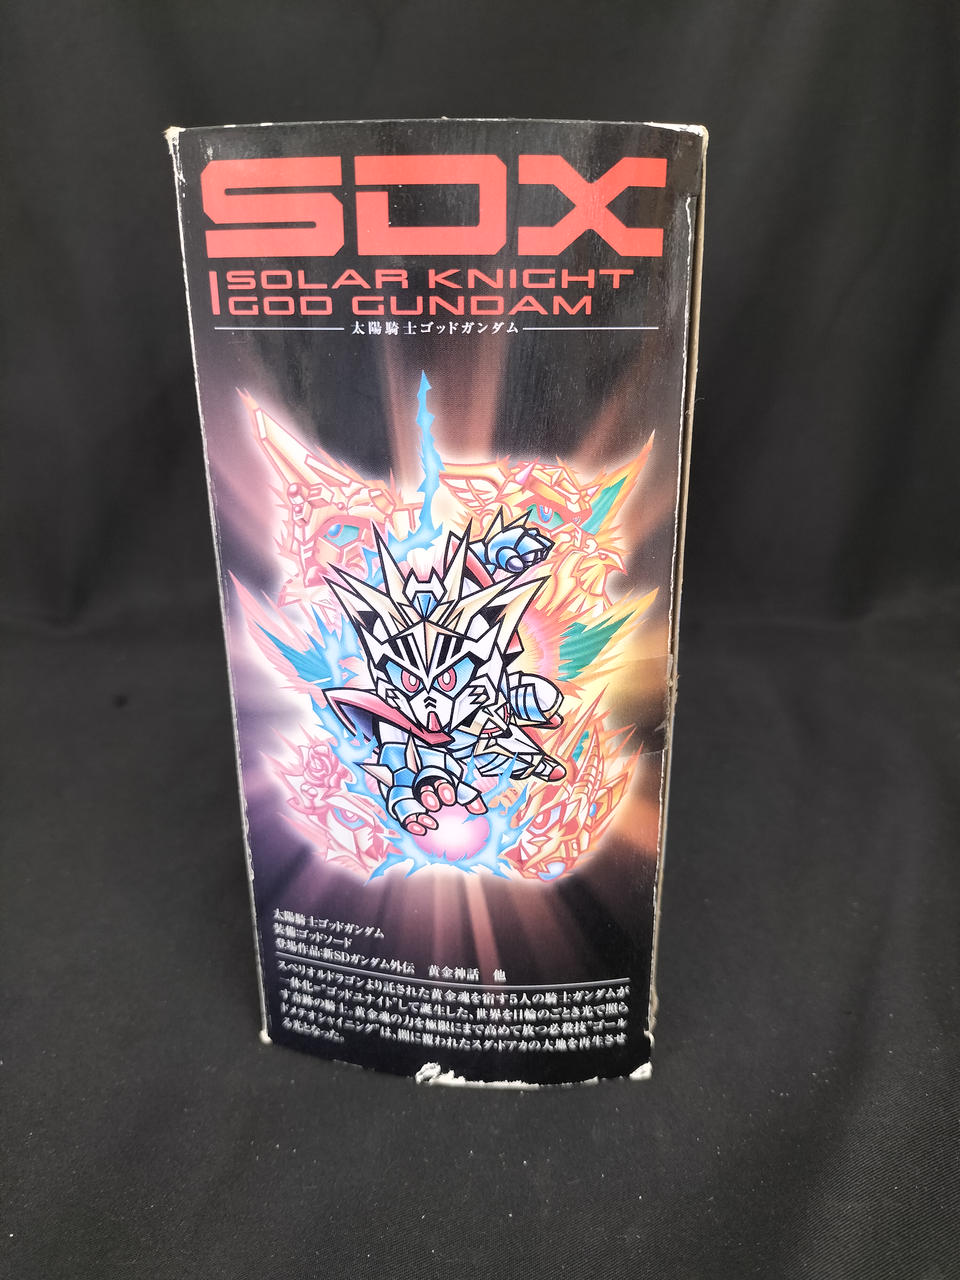 SDX
SOLAR KNIGHT
GOD GUNDAM
太陽騎士ゴッドガンダム
太陽騎士ゴッドガンダム
装備:ゴッドソード
登場作品:新SDガンダム外伝 黄金神話 他
スペリオルドラゴンより託された黄金魂を宿す5人の騎士ガンダムが
一体化“ゴッドユナイト”して誕生した、世界を日輪のごとき光で照ら
す奇跡の騎士。黄金魂の力を極限にまで高めて放つ必殺技“ゴール
ドメテオシャイニング”は、闇に覆われたスダ・ドアカの大地を再生させ
る光となった。